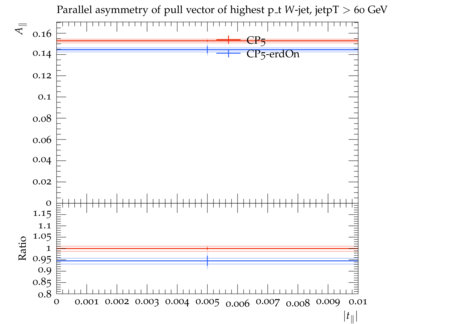 Parallel asymmetry of pull vector of highest p_t W-jet, jetpT > 60 GeV
A∥
0.16
0.14
0.1
0.08
0.06
0.04
0.02
0
CP5
CP5-erdOn
Ratio
1.15
1.1
1.05
1
0.95
0.9
0.85
0.8
0 0.001 0.002 0.003 0.004 0.005 0.006 0.007 0.008 0.009 0.01
|t∥|